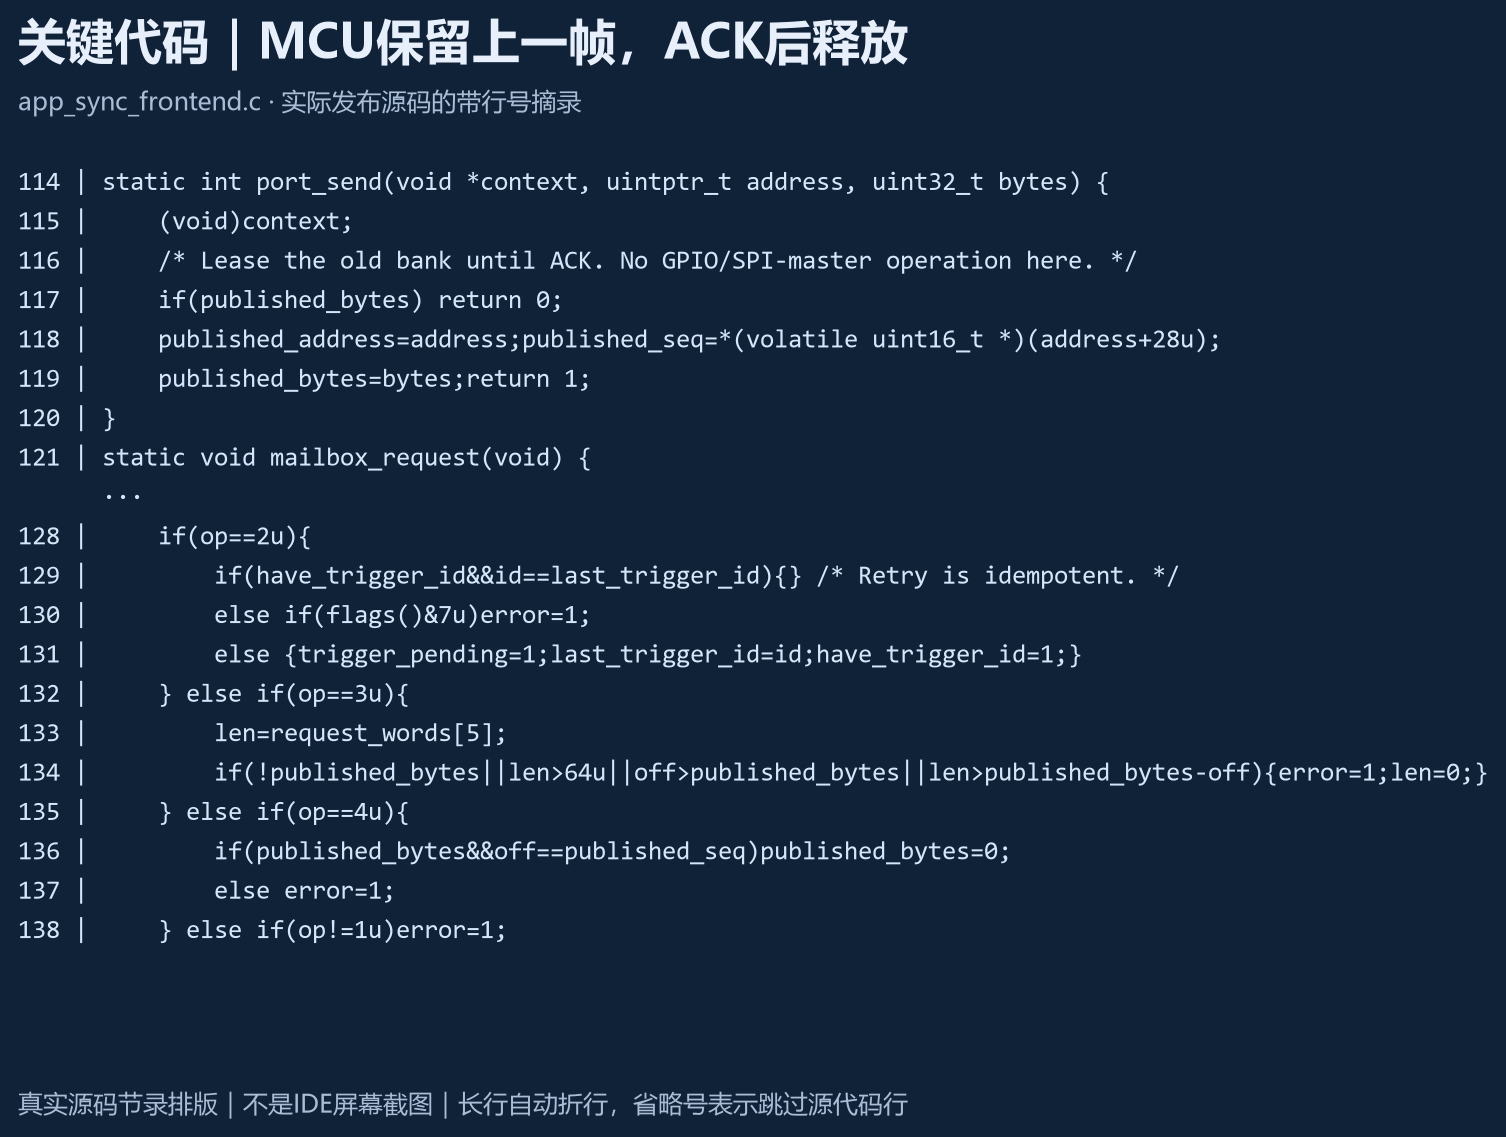 关键代码｜MCU保留上一帧，ACK后释放
app_sync_frontend.c · 实际发布源码的带行号摘录
114 | static int port_send(void *context, uintptr_t address, uint32_t bytes) {
115 |     (void)context;
116 |     /* Lease the old bank until ACK. No GPIO/SPI-master operation here. */
117 |     if(published_bytes) return 0;
118 |     published_address=address;published_seq=*(volatile uint16_t *)(address+28u);
119 |     published_bytes=bytes;return 1;
120 | }
121 | static void mailbox_request(void) {
      ...
128 |     if(op==2u){
129 |         if(have_trigger_id&&id==last_trigger_id){} /* Retry is idempotent. */
130 |         else if(flags()&7u)error=1;
131 |         else {trigger_pending=1;last_trigger_id=id;have_trigger_id=1;}
132 |     } else if(op==3u){
133 |         len=request_words[5];
134 |         if(!published_bytes||len>64u||off>published_bytes||len>published_bytes-off){error=1;len=0;}
135 |     } else if(op==4u){
136 |         if(published_bytes&&off==published_seq)published_bytes=0;
137 |         else error=1;
138 |     } else if(op!=1u)error=1;
真实源码节录排版｜不是IDE屏幕截图｜长行自动折行，省略号表示跳过源代码行